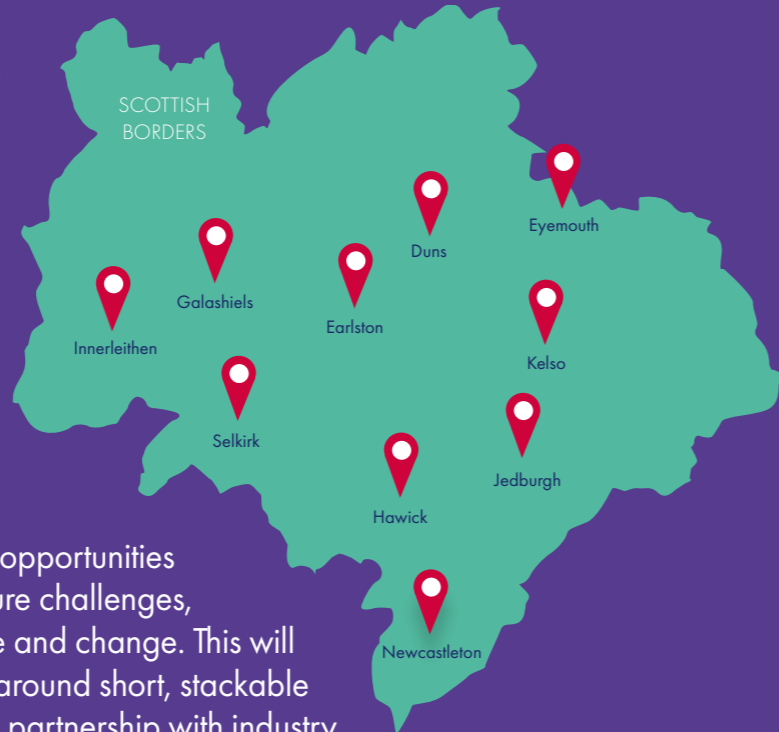 SCOTTISH
BORDERS
Eyemouth
Duns
Galashiels
Earlston
Innerleithen
Kelso
Selkirk
Jedburgh
Hawick
opportunities
ure challenges,
e and change. This will
Newcastleton
around short, stackable
partnership with industry